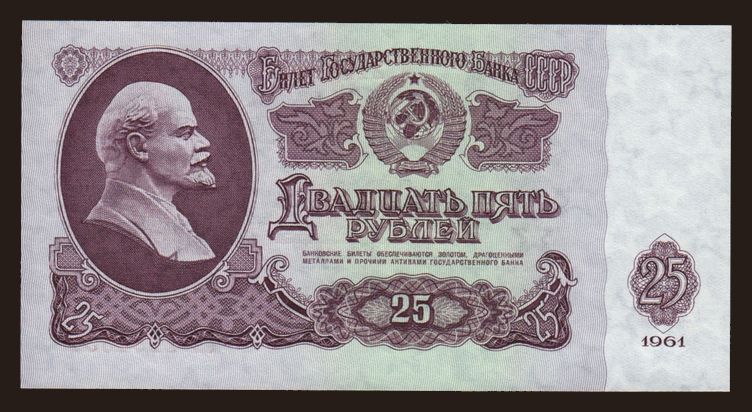 Билет Государственного Банка СССР
Двадцать пять
рублей
БАНКОВСКИЕ БИЛЕТЫ ОБЕСПЕЧИВАЮТСЯ ЗОЛОТОМ, ДРАГОЦЕННЫМИ
МЕТАЛЛАМИ И ПРОЧИМИ АКТИВАМИ ГОСУДАРСТВЕННОГО БАНКА
25
25
25
25
1961